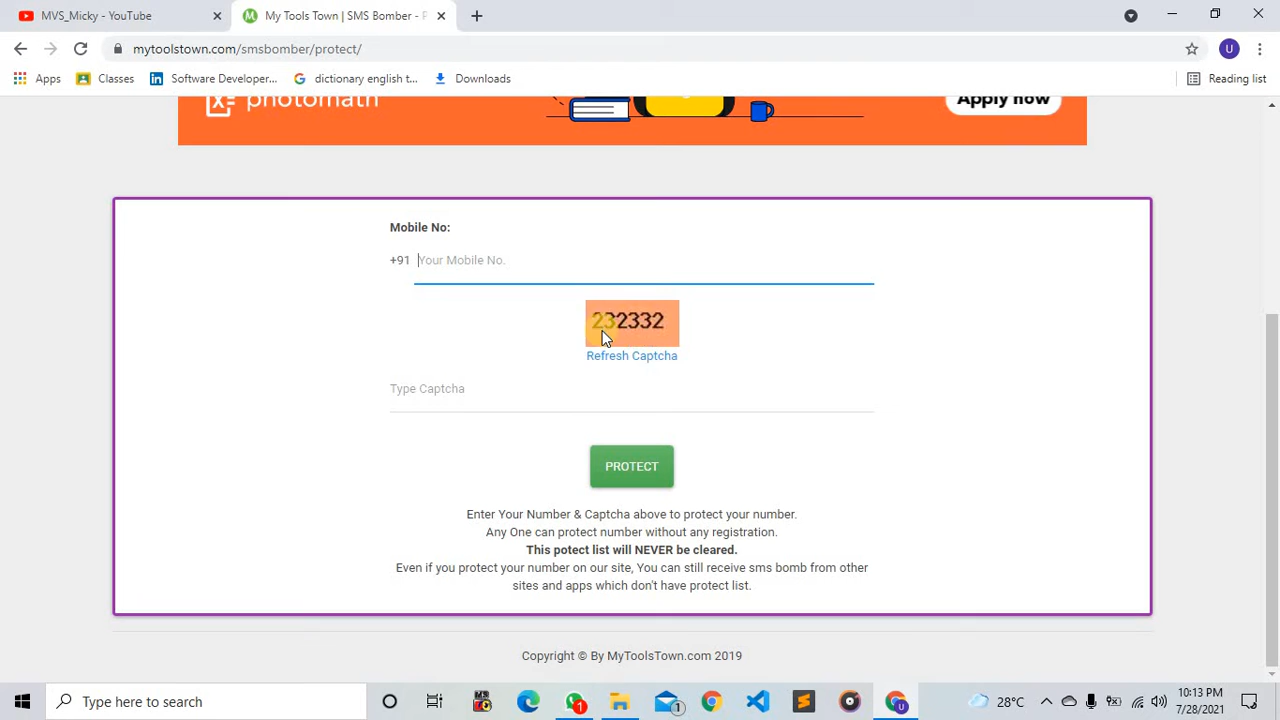 MVS_Micky - YouTube
My Tools Town | SMS Bomber - P
mytoolstown.com/smsbomber/protect/
U
Apps
Classes
Software Developer...
dictionary english t...
Downloads
Reading list
photomath
Apply now
Mobile No:
+91 Your Mobile No.
232332
Refresh Captcha
Type Captcha
PROTECT
Enter Your Number & Captcha above to protect your number.
Any One can protect number without any registration.
This potect list will NEVER be cleared.
Even if you protect your number on our site, You can still receive sms bomb from other
sites and apps which don't have protect list.
Copyright © By MyToolsTown.com 2019
Type here to search
1
1
U
28°C
10:13 PM
7/28/2021